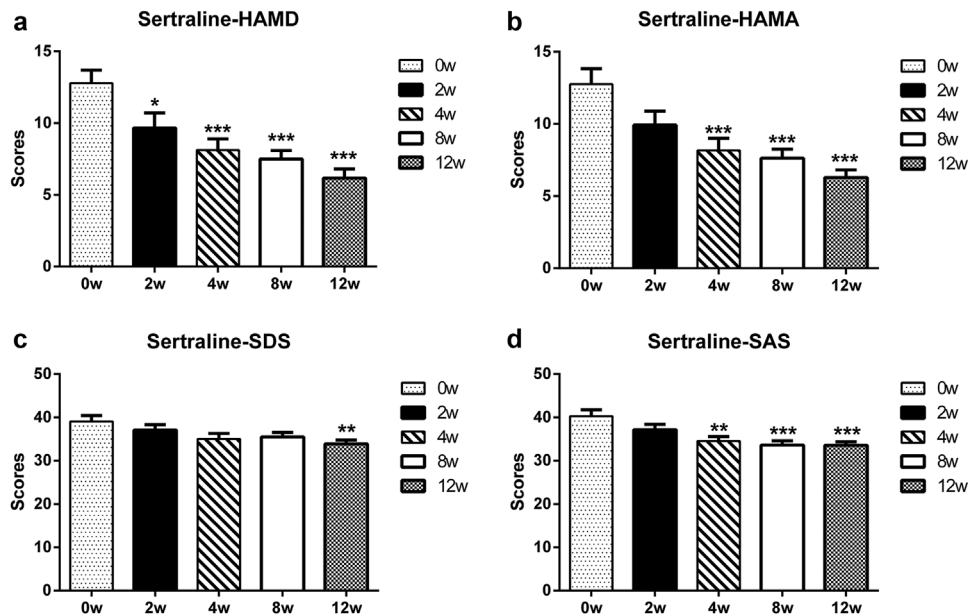 a
Sertraline-HAMD
15
10
5
0
Scores
*
***
***
***
0w
2w
4w
8w
12w
0w
2w
4w
8w
12w
b
Sertraline-HAMA
15
10
5
0
Scores
***
***
***
0w
2w
4w
8w
12w
0w
2w
4w
8w
12w
c
Sertraline-SDS
50
40
30
20
10
0
Scores
**
0w
2w
4w
8w
12w
0w
2w
4w
8w
12w
d
Sertraline-SAS
50
40
30
20
10
0
Scores
**
***
***
0w
2w
4w
8w
12w
0w
2w
4w
8w
12w